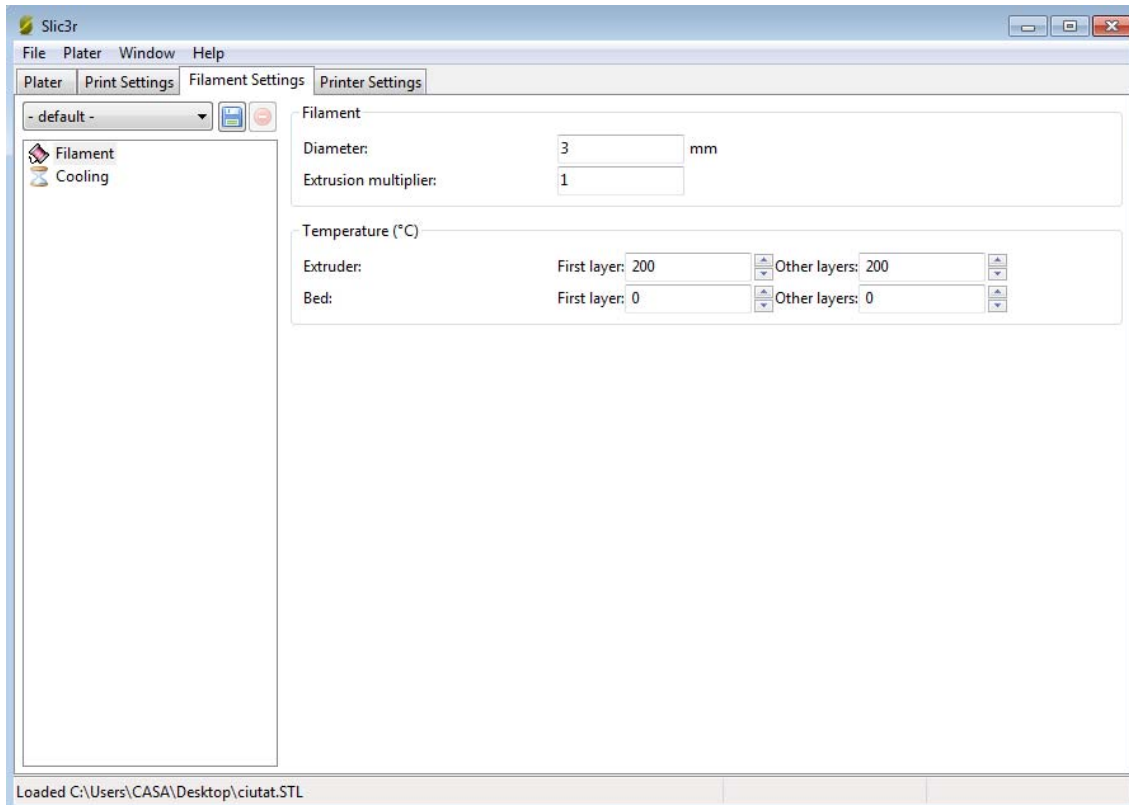 Slic3r
File Plater Window Help
Plater Print Settings Filament Settings Printer Settings
- default -
Filament
Cooling
Filament
Diameter: 3 mm
Extrusion multiplier: 1
Temperature (°C)
Extruder: First layer: 200 Other layers: 200
Bed: First layer: 0 Other layers: 0
Loaded C:\Users\CASA\Desktop\ciutat.STL